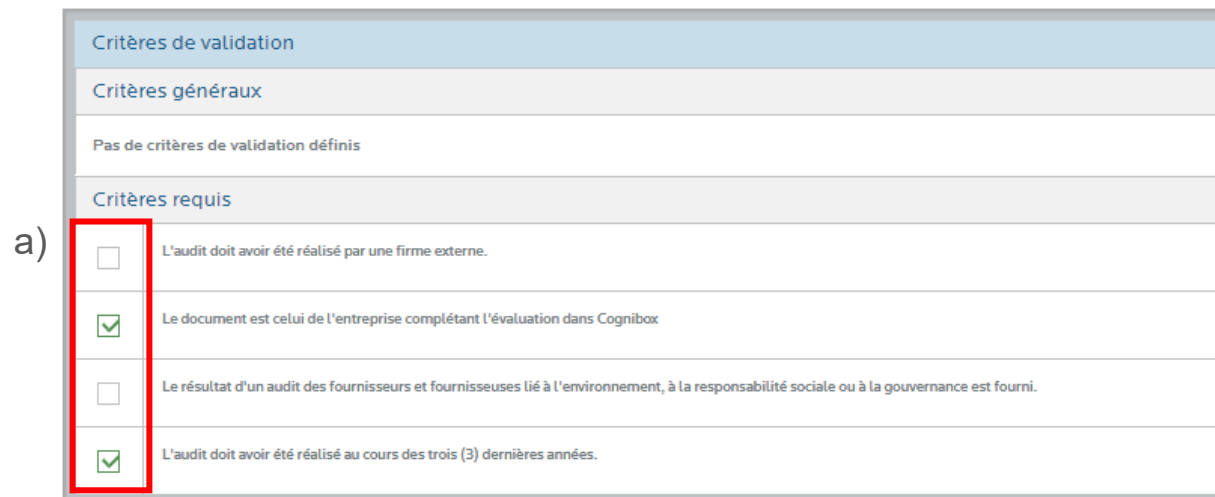 Critères de validation
Critères généraux
Pas de critères de validation définis
Critères requis
a)
L'audit doit avoir été réalisé par une firme externe.
Le document est celui de l'entreprise complétant l'évaluation dans Cognibox
Le résultat d'un audit des fournisseurs et fournisseuses lié à l'environnement, à la responsabilité sociale ou à la gouvernance est fourni.
L'audit doit avoir été réalisé au cours des trois (3) dernières années.